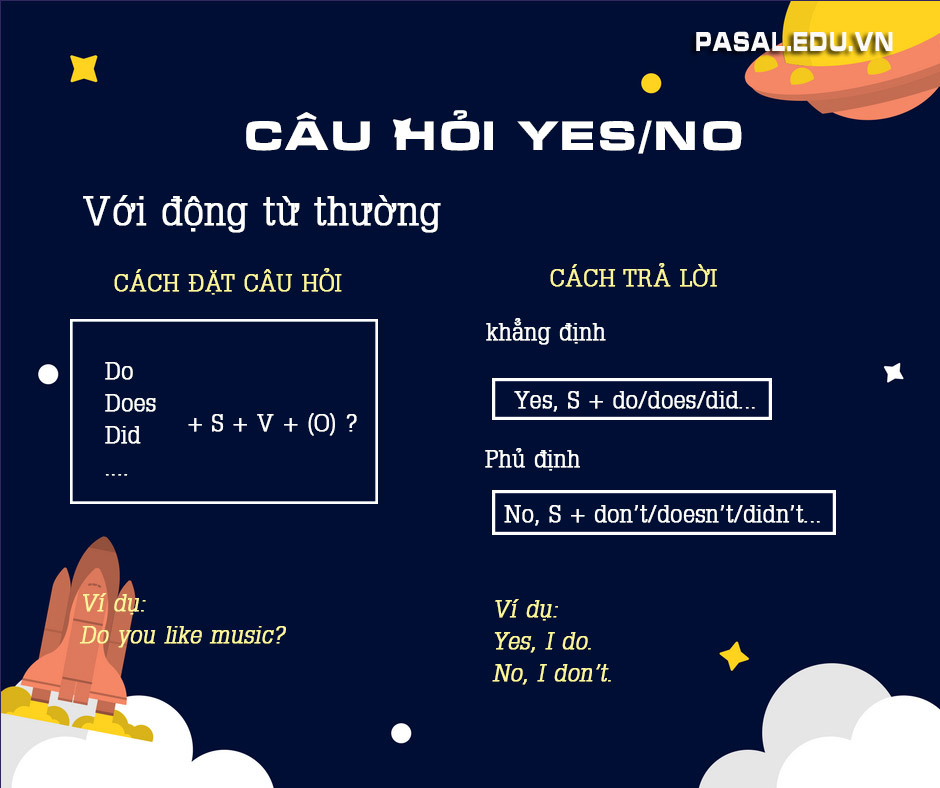 PASAL.EDU.VN
CÂU HỎI YES/NO
Với động từ thường
CÁCH ĐẶT CÂU HỎI
Do
Does
Did
....
+ S + V + (O) ?
Ví dụ:
Do you like music?
CÁCH TRẢ LỜI
khẳng định
Yes, S + do/does/did...
Phủ định
No, S + don't/doesn't/didn't...
Ví dụ:
Yes, I do.
No, I don't.